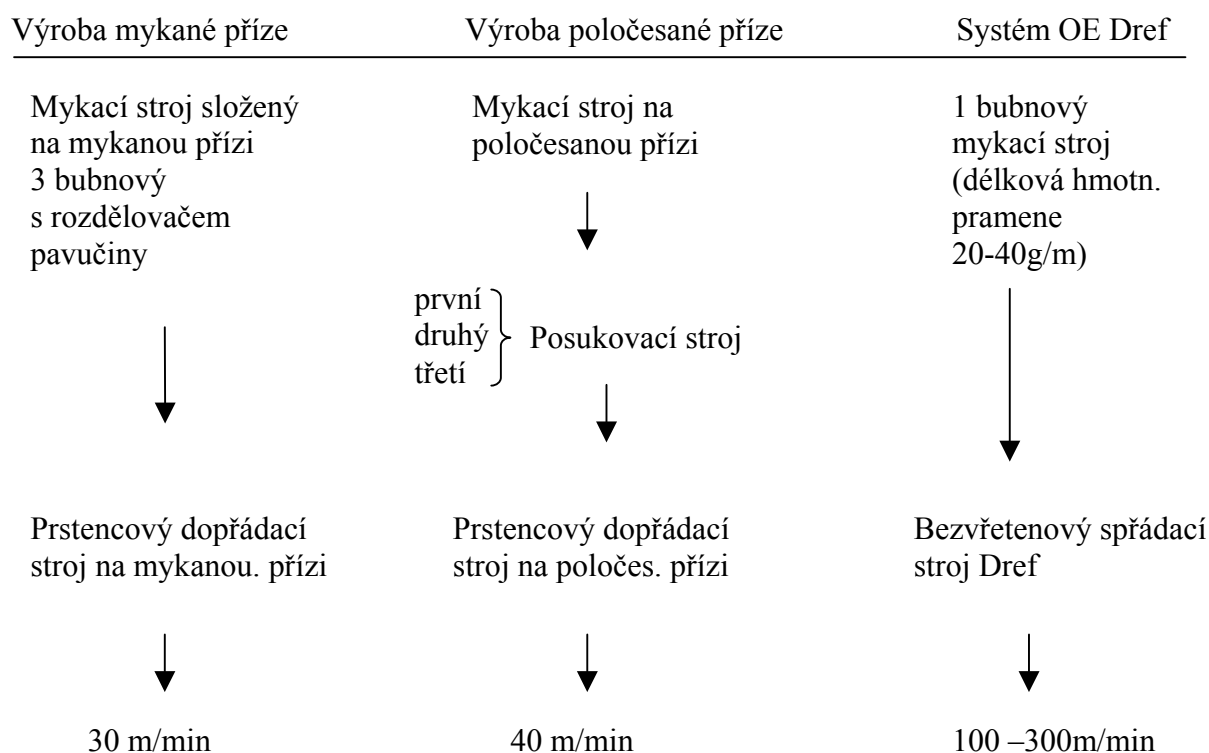 Výroba mykané příze
Výroba poločesané příze
Systém OE Dref
Mykací stroj složený
na mykanou přízi
3 bubnový
s rozdělovačem
pavučiny
Mykací stroj na
poločesanou přízi
1 bubnový
mykací stroj
(délková hmotn.
pramene
20-40g/m)
první
druhý
třetí
Posukovací stroj
Prstencový dopřádací
stroj na mykanou. přízi
Prstencový dopřádací
stroj na poločes. přízi
Bezvřetenový spřádací
stroj Dref
30 m/min
40 m/min
100 –300m/min